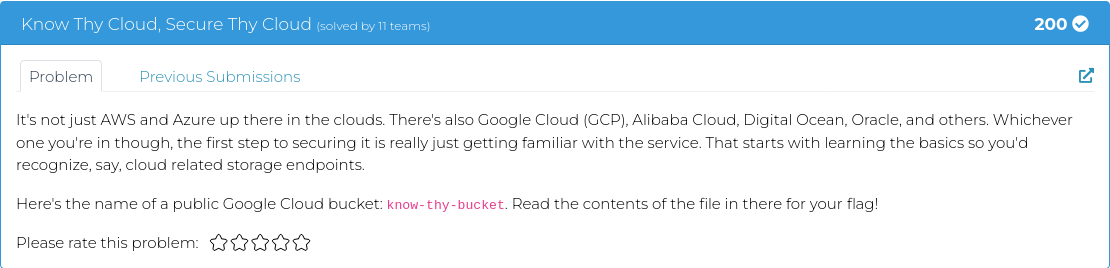 Know Thy Cloud, Secure Thy Cloud (solved by 11 teams) 200
Problem Previous Submissions
It's not just AWS and Azure up there in the clouds. There's also Google Cloud (GCP), Alibaba Cloud, Digital Ocean, Oracle, and others. Whichever
one you're in though, the first step to securing it is really just getting familiar with the service. That starts with learning the basics so you'd
recognize, say, cloud related storage endpoints.
Here's the name of a public Google Cloud bucket: know-thy-bucket. Read the contents of the file in there for your flag!
Please rate this problem: